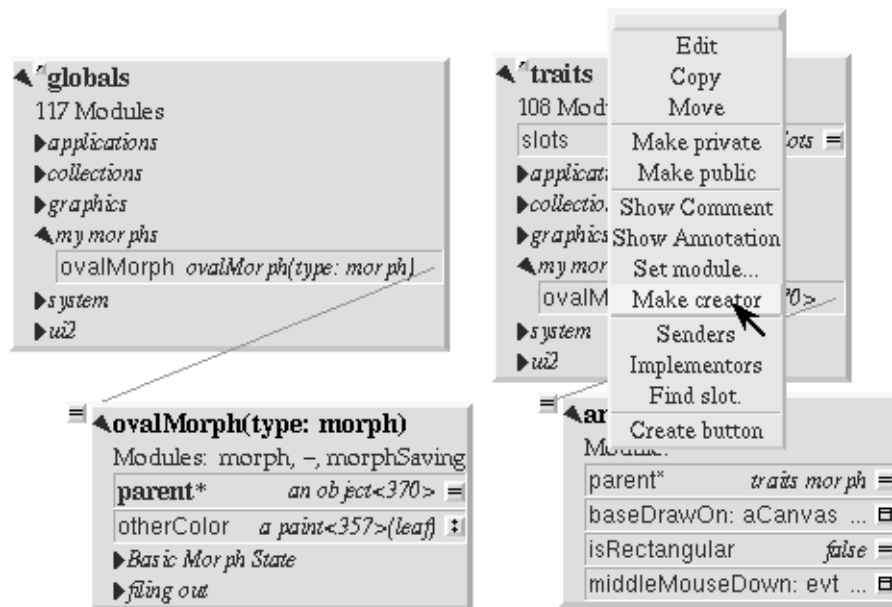 globals
117 Modules
applications
collections
graphics
my morphs
ovalMorph ovalMorph(type: morph)
system
ui2
ovalMorph(type: morph)
Modules: morph, –, morphSaving
parent* an object<370>
otherColor a paint<357>(leaf)
Basic Morph State
filing out
traits
108 Mod
slots
applicati
collectio
graphics
my mor
ovalM
system
ui2
Edit
Copy
Move
Make private
Make public
Show Comment
Show Annotation
Set module...
Make creator
Senders
Implementors
Find slot.
Create button
parent* traits morph
baseDrawOn: aCanvas ...
isRectangular false
middleMouseDown: evt ...